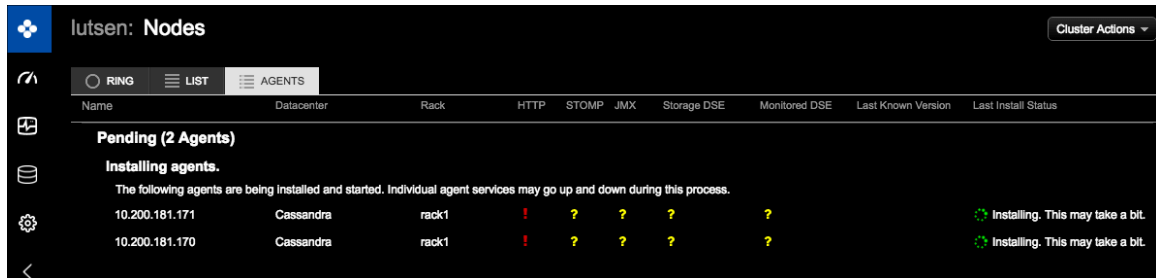 lutsen: Nodes
Cluster Actions
RING LIST AGENTS
Name Datacenter Rack HTTP STOMP JMX Storage DSE Monitored DSE Last Known Version Last Install Status
Pending (2 Agents)
Installing agents.
The following agents are being installed and started. Individual agent services may go up and down during this process.
10.200.181.171 Cassandra rack1 ! ? ? ? ? Installing. This may take a bit.
10.200.181.170 Cassandra rack1 ! ? ? ? ? Installing. This may take a bit.